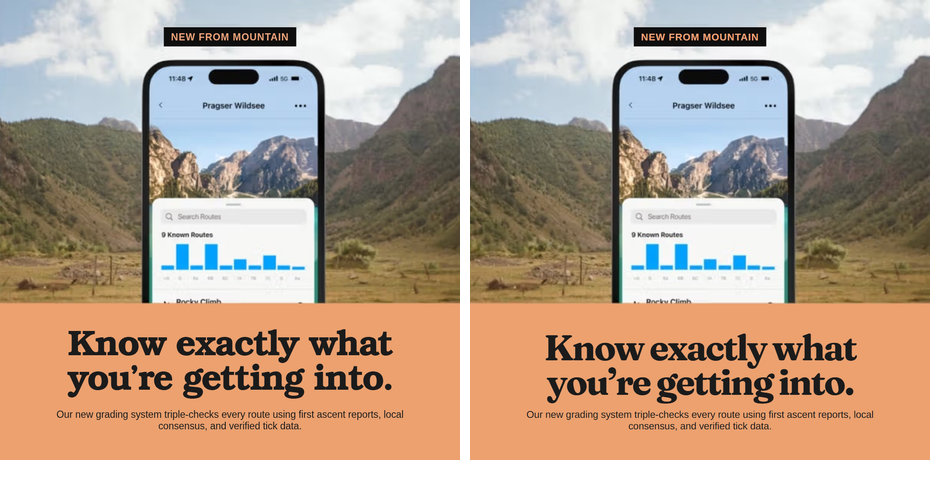 NEW FROM MOUNTAIN
11:48
5G
Pragser Wildsee
Search Routes
9 Known Routes
Rocky Climb
Know exactly what
you're getting into.
Our new grading system triple-checks every route using first ascent reports, local
consensus, and verified tick data.
NEW FROM MOUNTAIN
11:48
5G
Pragser Wildsee
Search Routes
9 Known Routes
Rocky Climb
Know exactly what
you’re getting into.
Our new grading system triple-checks every route using first ascent reports, local
consensus, and verified tick data.